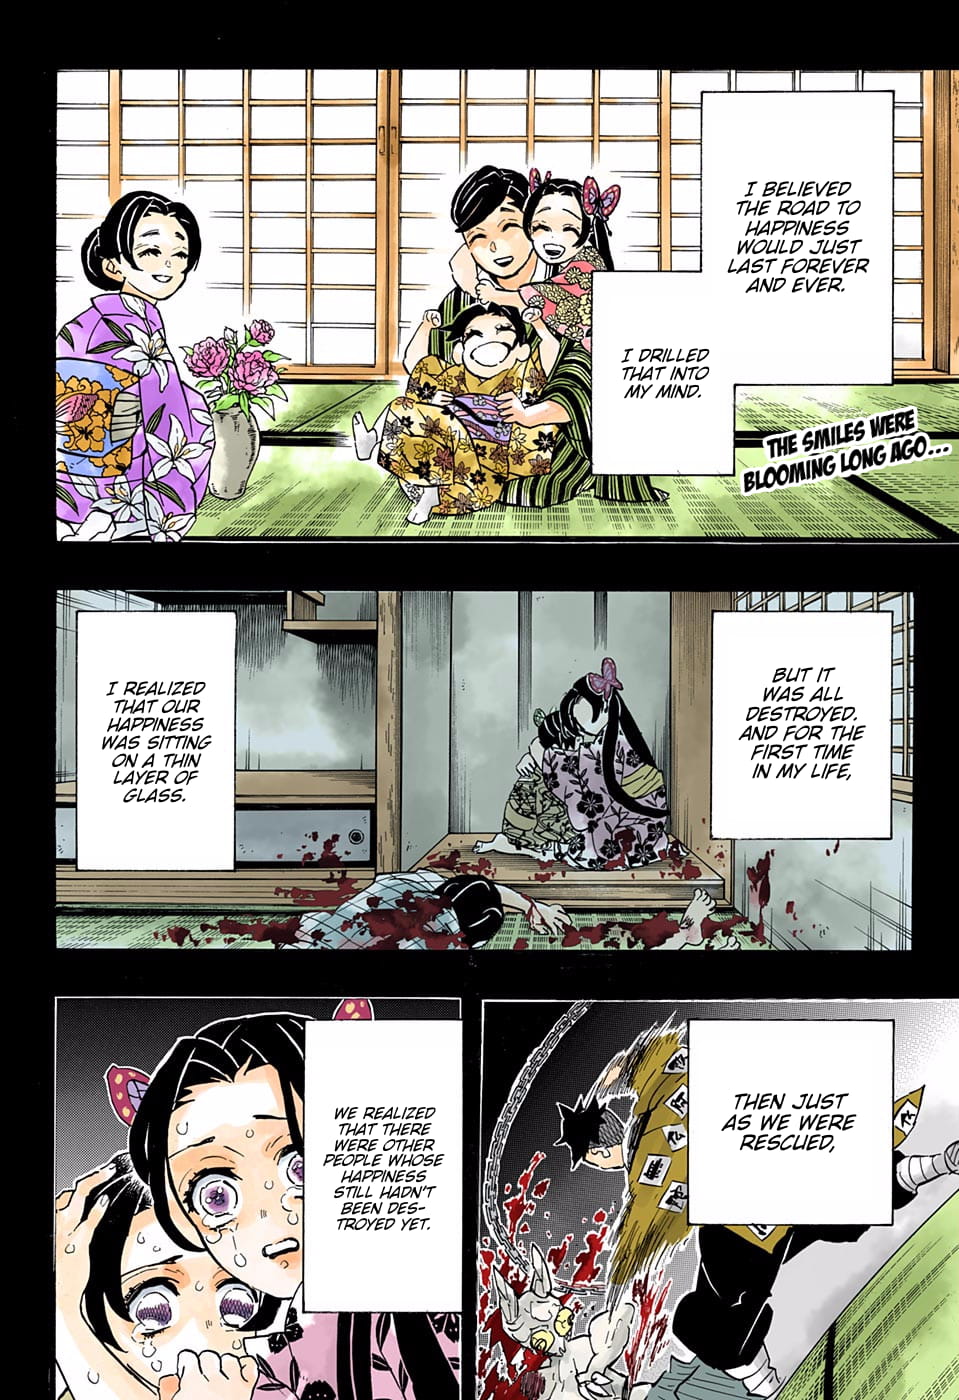 I BELIEVED
THE ROAD TO
HAPPINESS
WOULD JUST
LAST FOREVER
AND EVER.
I DRILLED
THAT INTO
MY MIND.
THE SMILES WERE
BLOOMING LONG AGO...
BUT IT
WAS ALL
DESTROYED.
AND FOR THE
FIRST TIME
IN MY LIFE,
I REALIZED
THAT OUR
HAPPINESS
WAS SITTING
ON A THIN
LAYER OF
GLASS.
THEN JUST
AS WE WERE
RESCUED,
WE REALIZED
THAT THERE
WERE OTHER
PEOPLE WHOSE
HAPPINESS
STILL HADN'T
BEEN DES-
TROYED YET.